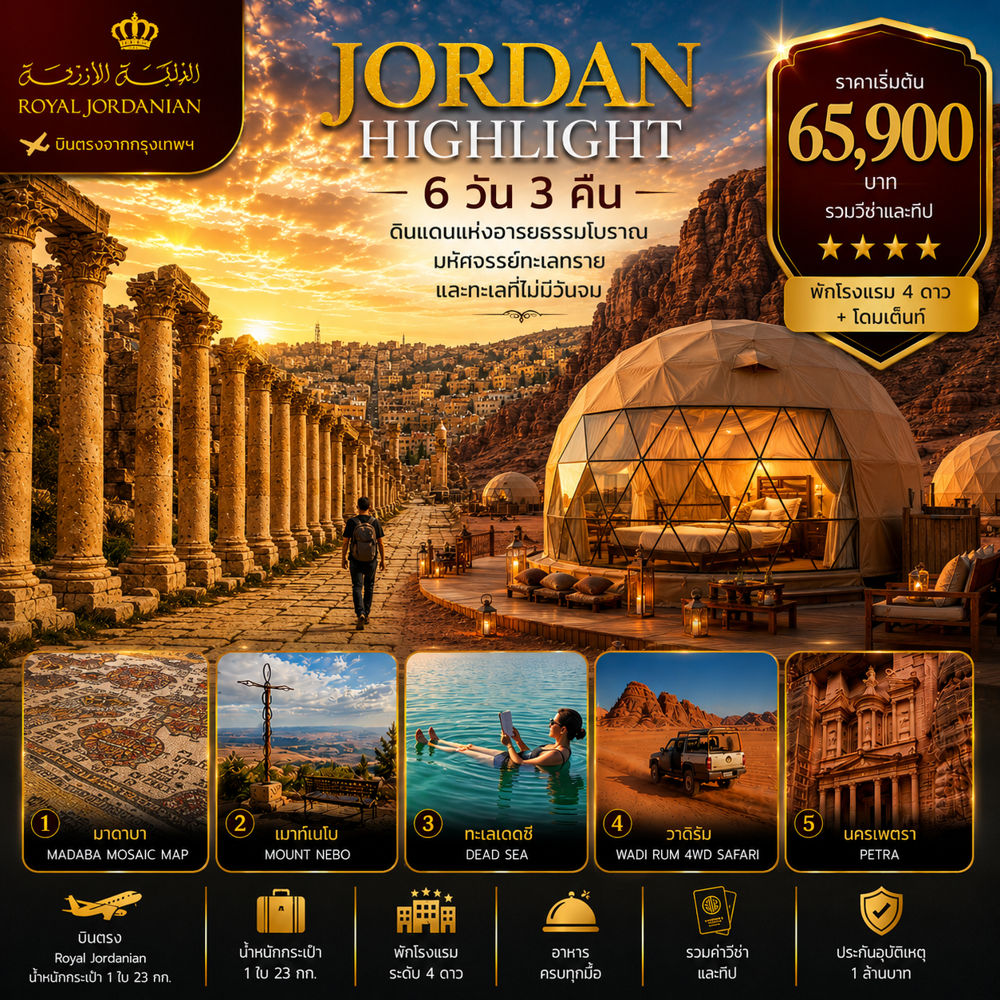 الملكية الأردنية
ROYAL JORDANIAN
บินตรงจากกรุงเทพฯ
JORDAN
HIGHLIGHT
6 วัน 3 คืน
ดินแดนแห่งอารยธรรมโบราณ
มหัศจรรย์ทะเลทราย
และทะเลที่ไม่มีวันจม
ราคาเริ่มต้น
65,900
บาท
รวมวีซ่าและทีป
พักโรงแรม 4 ดาว
+ โดมเต็นท์
1
มาดาบา
MADABA MOSAIC MAP
2
เมาท์เนโบ
MOUNT NEBO
3
ทะเลเดดซี
DEAD SEA
4
วาดิรัม
WADI RUM 4WD SAFARI
5
นครเพตรา
PETRA
บินตรง
Royal Jordanian
น้ำหนักกระเป๋า 1 ใบ 23 กก.
น้ำหนักกระเป๋า
1 ใบ 23 กก.
พักโรงแรม
ระดับ 4 ดาว
อาหาร
ครบทุกมื้อ
รวมค่าวีซ่า
และทีป
ประกันอุบัติเหตุ
1 ล้านบาท